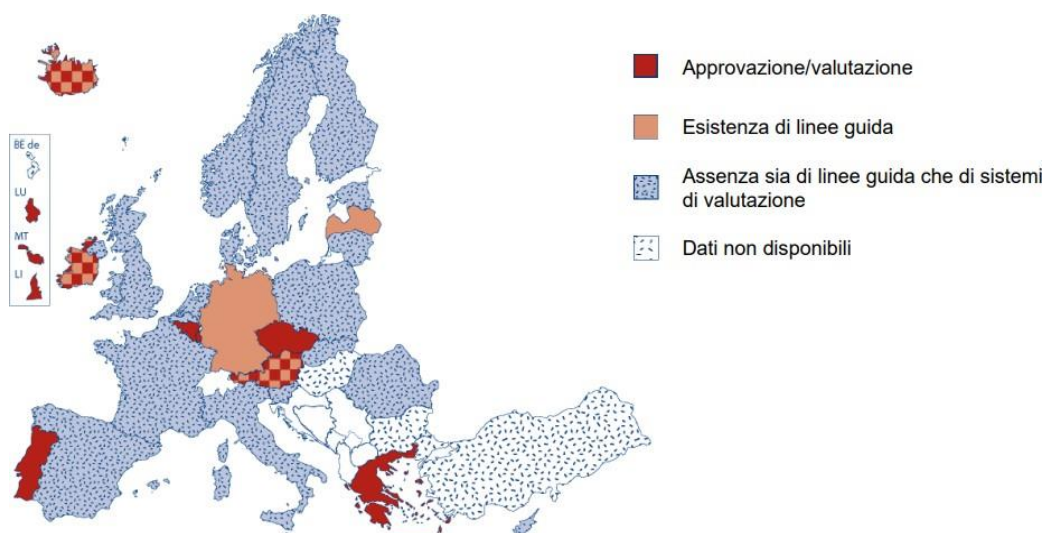 Approvazione/valutazione
Esistenza di linee guida
Assenza sia di linee guida che di sistemi
di valutazione
Dati non disponibili
BE de
LU
MT
LI